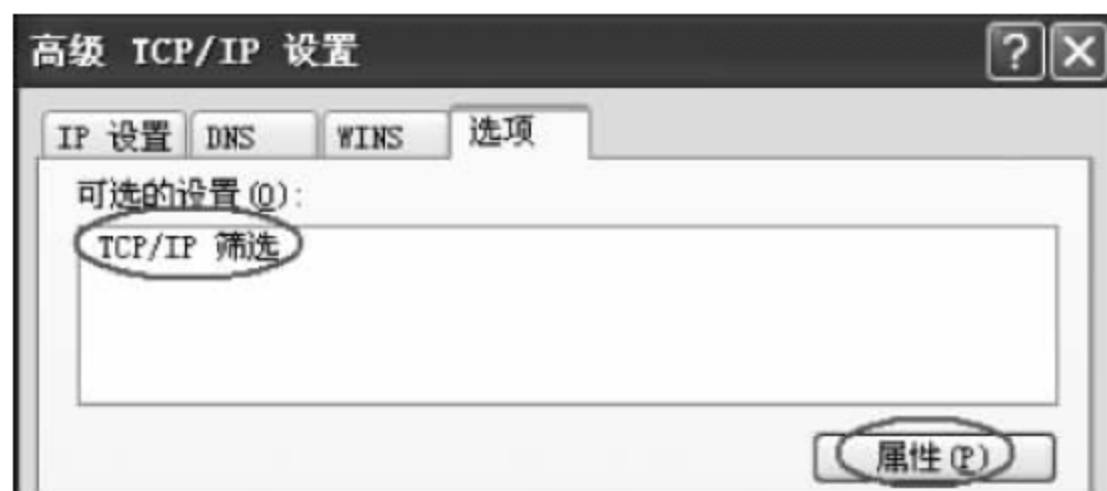 高级 TCP/IP 设置
IP 设置 DNS WINS 选项
可选的设置(O):
TCP/IP 筛选
属性(P)